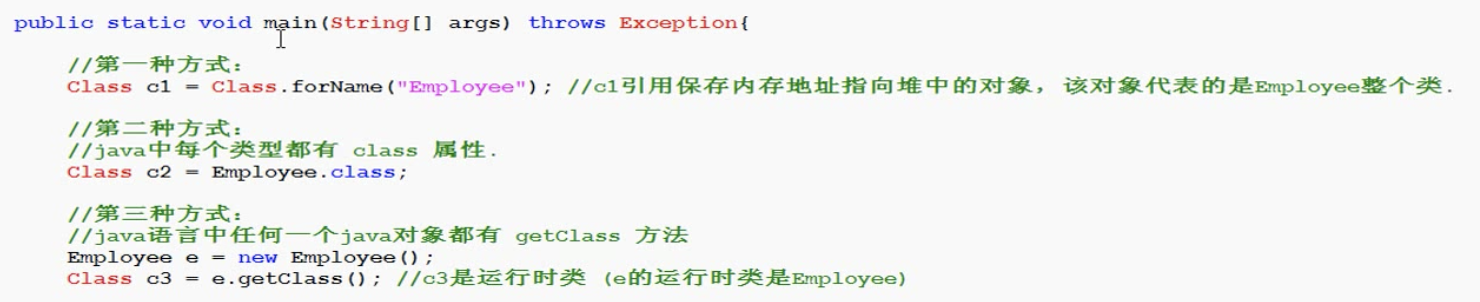 public static void main(String[] args) throws Exception{
//第一种方式：
Class c1 = Class.forName("Employee"); //c1引用保存内存地址指向堆中的对象，该对象代表的是Employee整个类.
//第二种方式：
//java中每个类型都有 class 属性.
Class c2 = Employee.class;
//第三种方式：
//java语言中任何一个java对象都有 getClass 方法
Employee e = new Employee();
Class c3 = e.getClass(); //c3是运行时类 (e的运行时类是Employee)